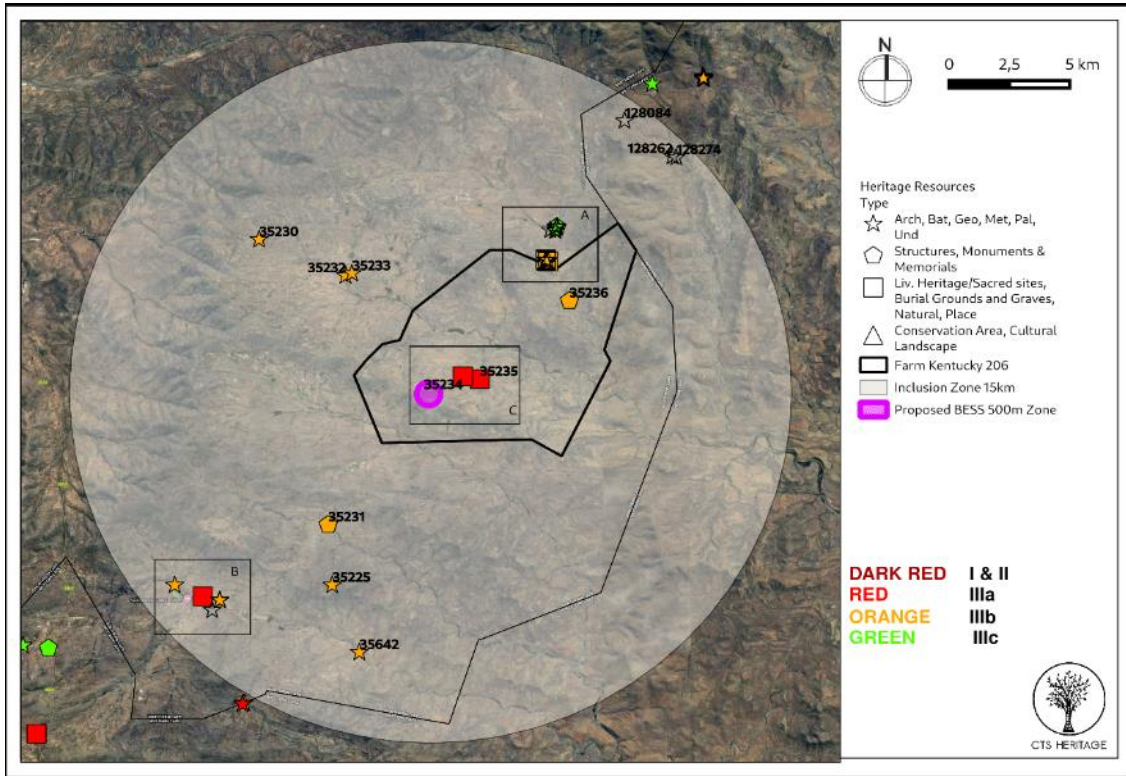 N
0 2,5 5 km
128084
128262 128274
A
35230
35232 35233
35236
35234 35235
C
35231
B
35225
35642
Heritage Resources
Type
Arch, Bat, Geo, Met, Pal,
Und
Structures, Monuments &
Memorials
Liv. Heritage/Sacred sites,
Burial Grounds and Graves,
Natural, Place
Conservation Area, Cultural
Landscape
Farm Kentucky 206
Inclusion Zone 15km
Proposed BESS 500m Zone
DARK RED I & II
RED IIIa
ORANGE IIIb
GREEN IIIc
CTS HERITAGE